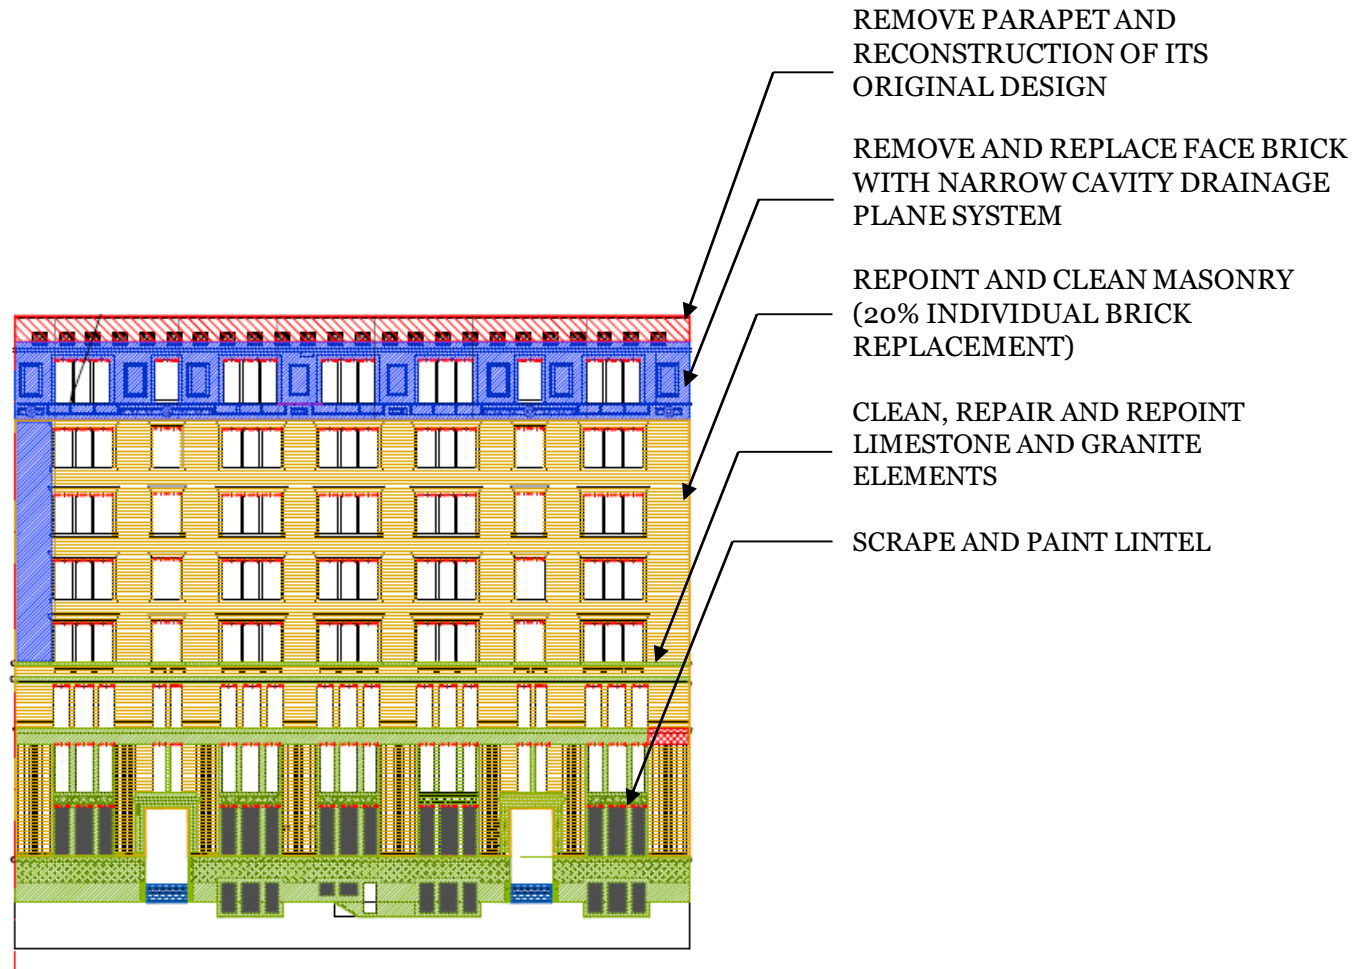 REMOVE PARAPET AND
RECONSTRUCTION OF ITS
ORIGINAL DESIGN
REMOVE AND REPLACE FACE BRICK
WITH NARROW CAVITY DRAINAGE
PLANE SYSTEM
REPOINT AND CLEAN MASONRY
(20% INDIVIDUAL BRICK
REPLACEMENT)
CLEAN, REPAIR AND REPOINT
LIMESTONE AND GRANITE
ELEMENTS
SCRAPE AND PAINT LINTEL